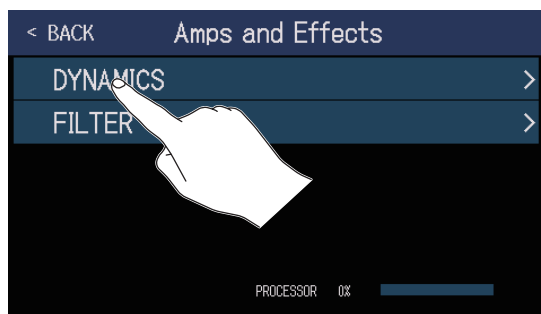 < BACK Amps and Effects
DYNAMICS >
FILTER >
PROCESSOR 0%